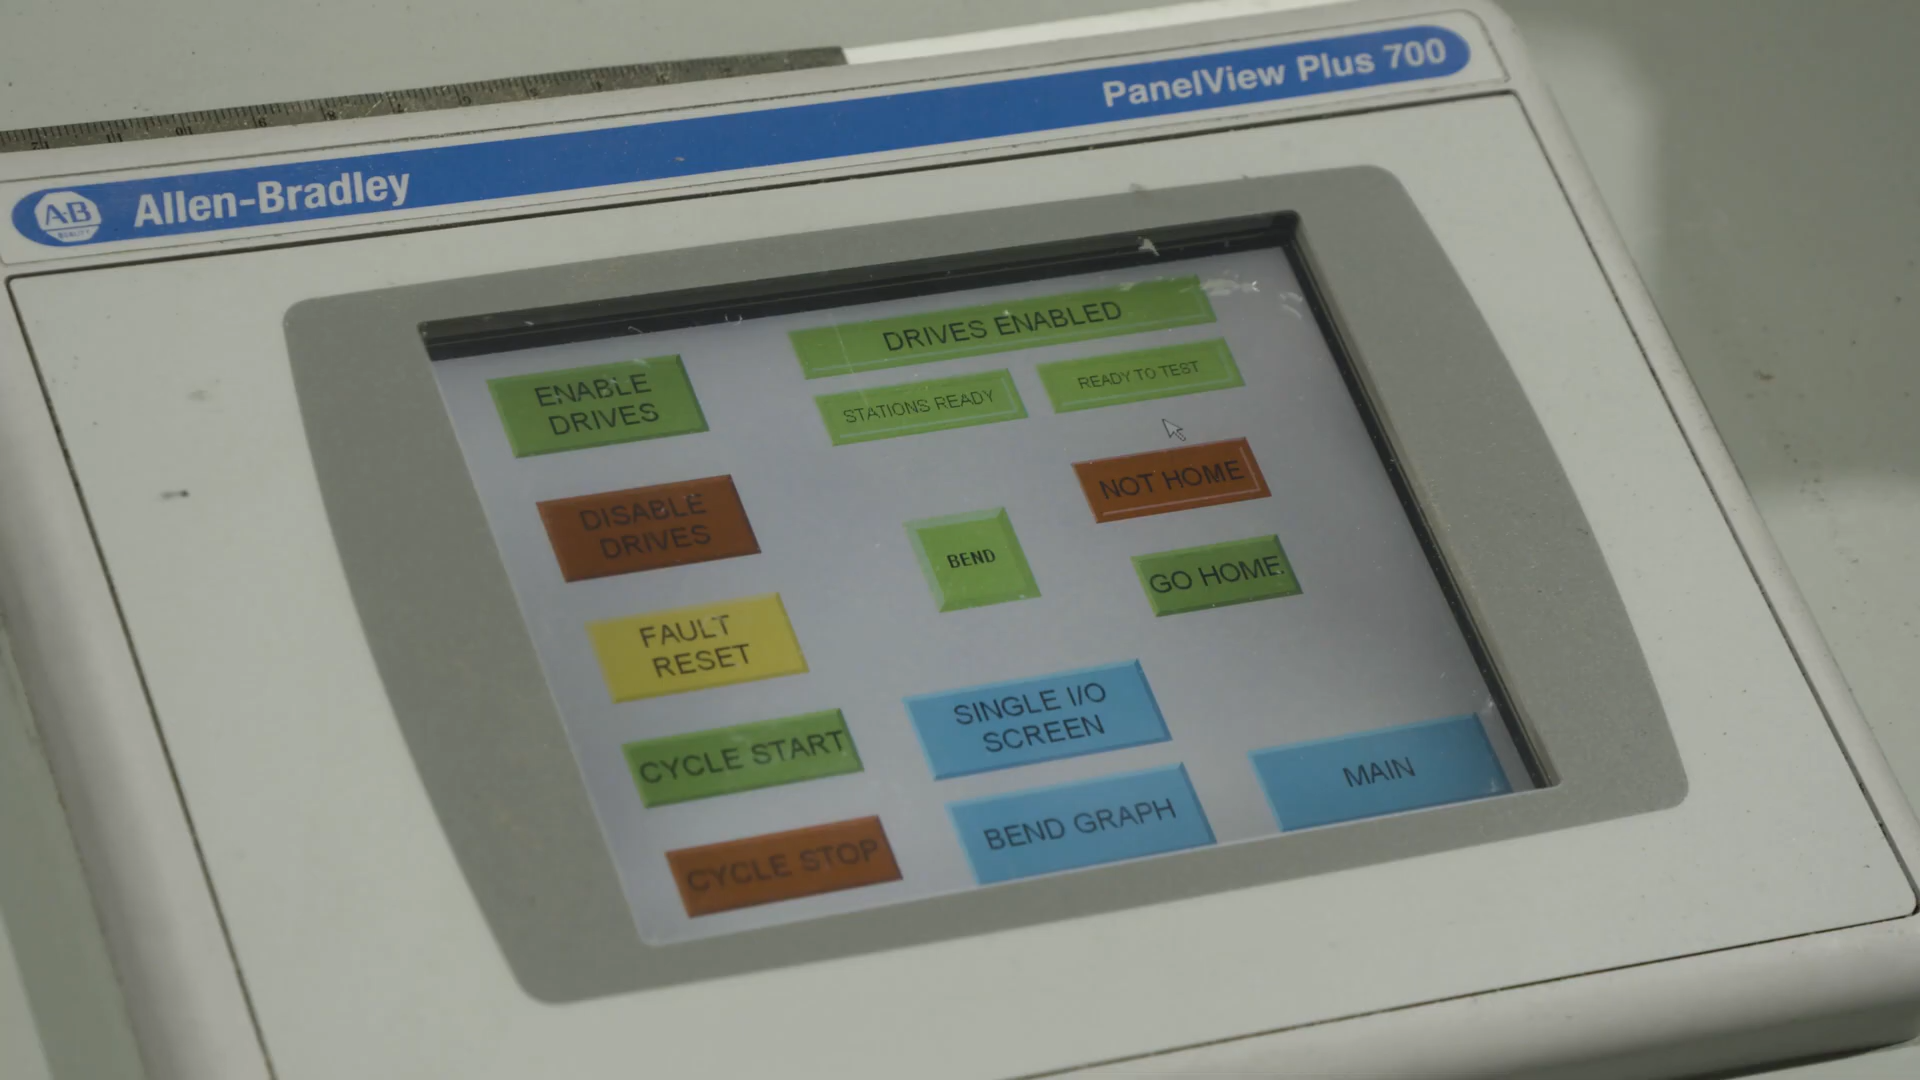 PanelView Plus 700
A-B
Allen-Bradley
DRIVES ENABLED
ENABLE
DRIVES
STATIONS READY
READY TO TEST
DISABLE
DRIVES
NOT HOME
BEND
GO HOME
FAULT
RESET
SINGLE I/O
SCREEN
CYCLE START
MAIN
BEND GRAPH
CYCLE STOP